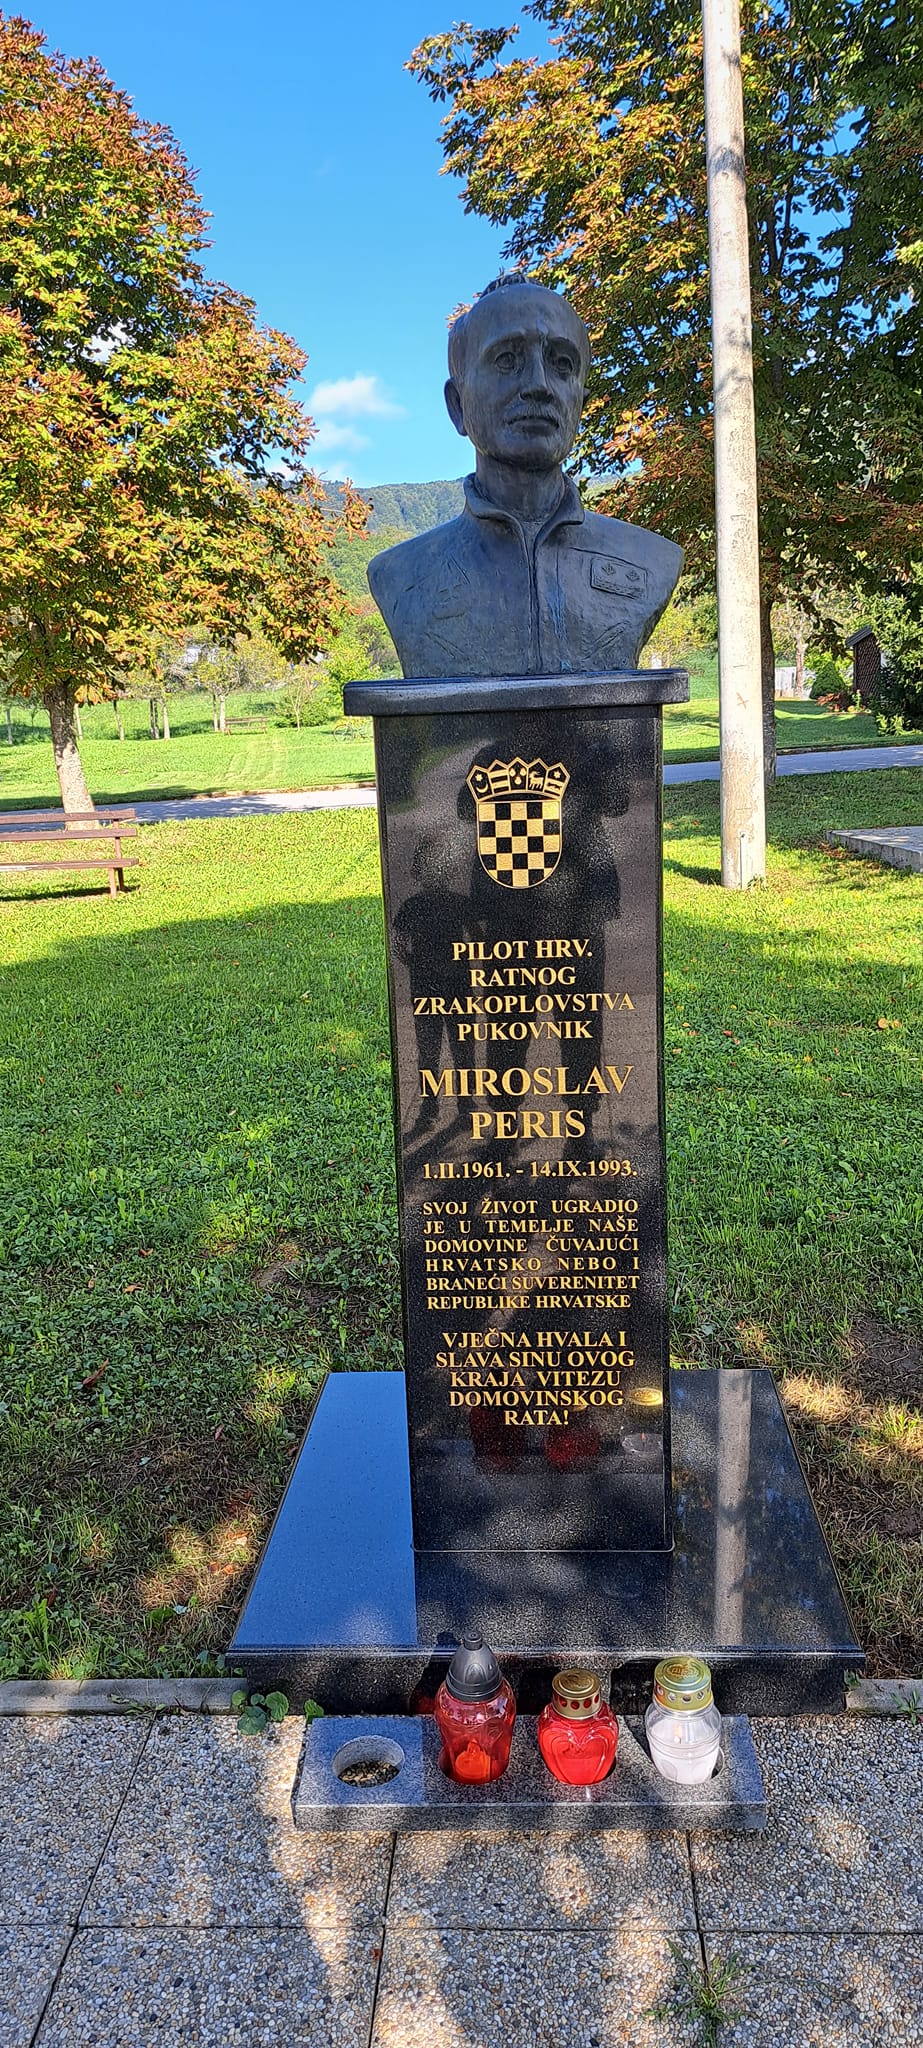 PILOT HRV.
RATNOG
ZRAKOPLOVSTVA
PUKOVNIK
MIROSLAV
PERIS
1.II.1961. - 14.IX.1993.
SVOJ ŽIVOT UGRADIO
JE U TEMELJE NAŠE
DOMOVINE ČUVAJUĆI
HRVATSKO NEBO I
BRANEĆI SUVERENITET
REPUBLIKE HRVATSKE
VJEČNA HVALA I
SLAVA SINU OVOG
KRAJA VITEZU
DOMOVINSKOG
RATA!